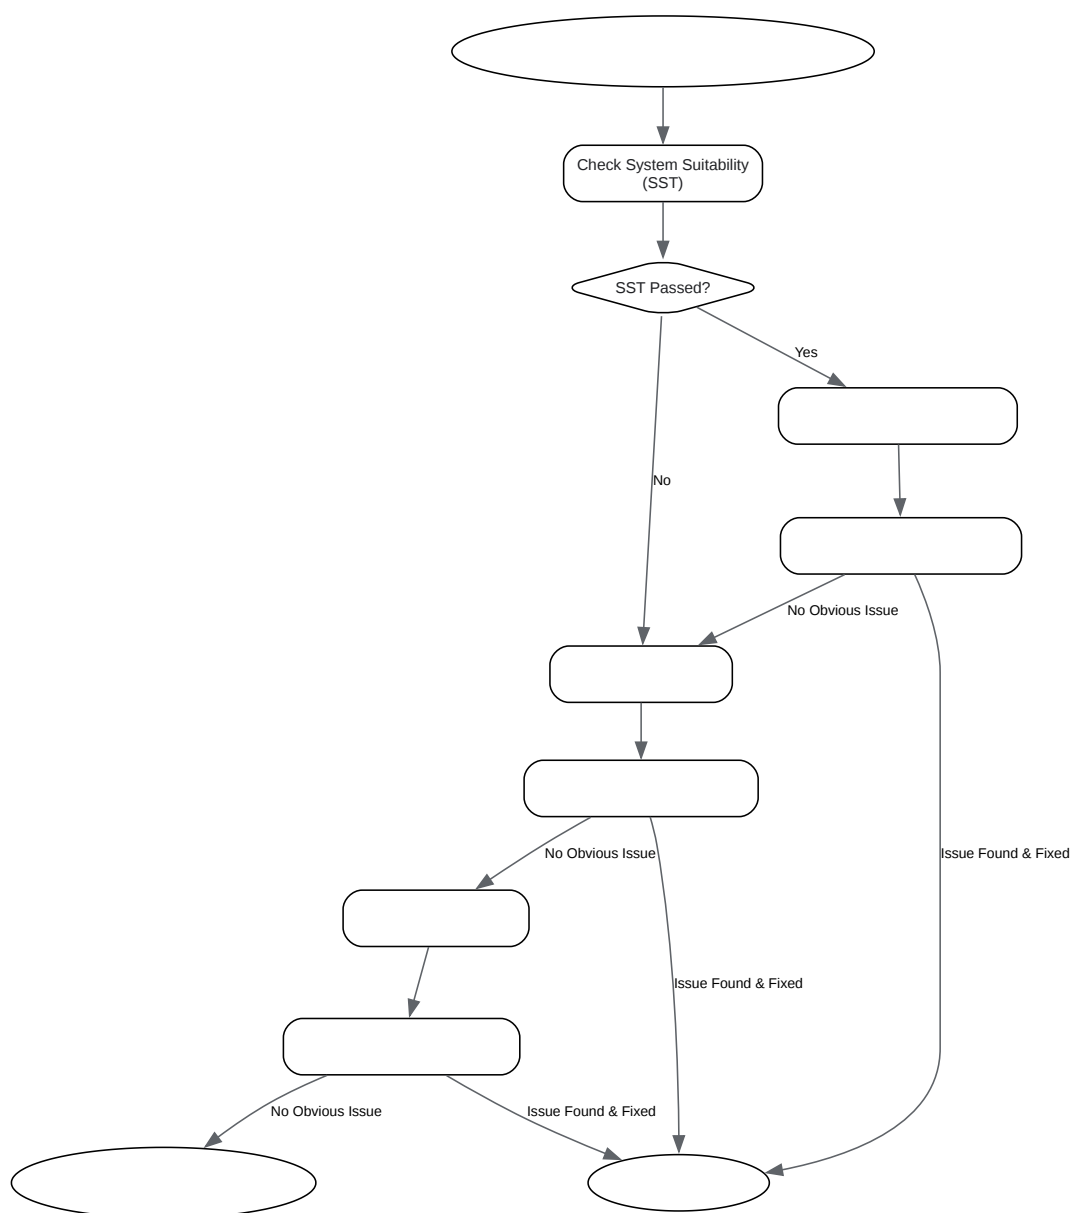 Check System Suitability
(SST)
SST Passed?
Yes
No
No Obvious Issue
No Obvious Issue
Issue Found & Fixed
Issue Found & Fixed
No Obvious Issue
Issue Found & Fixed